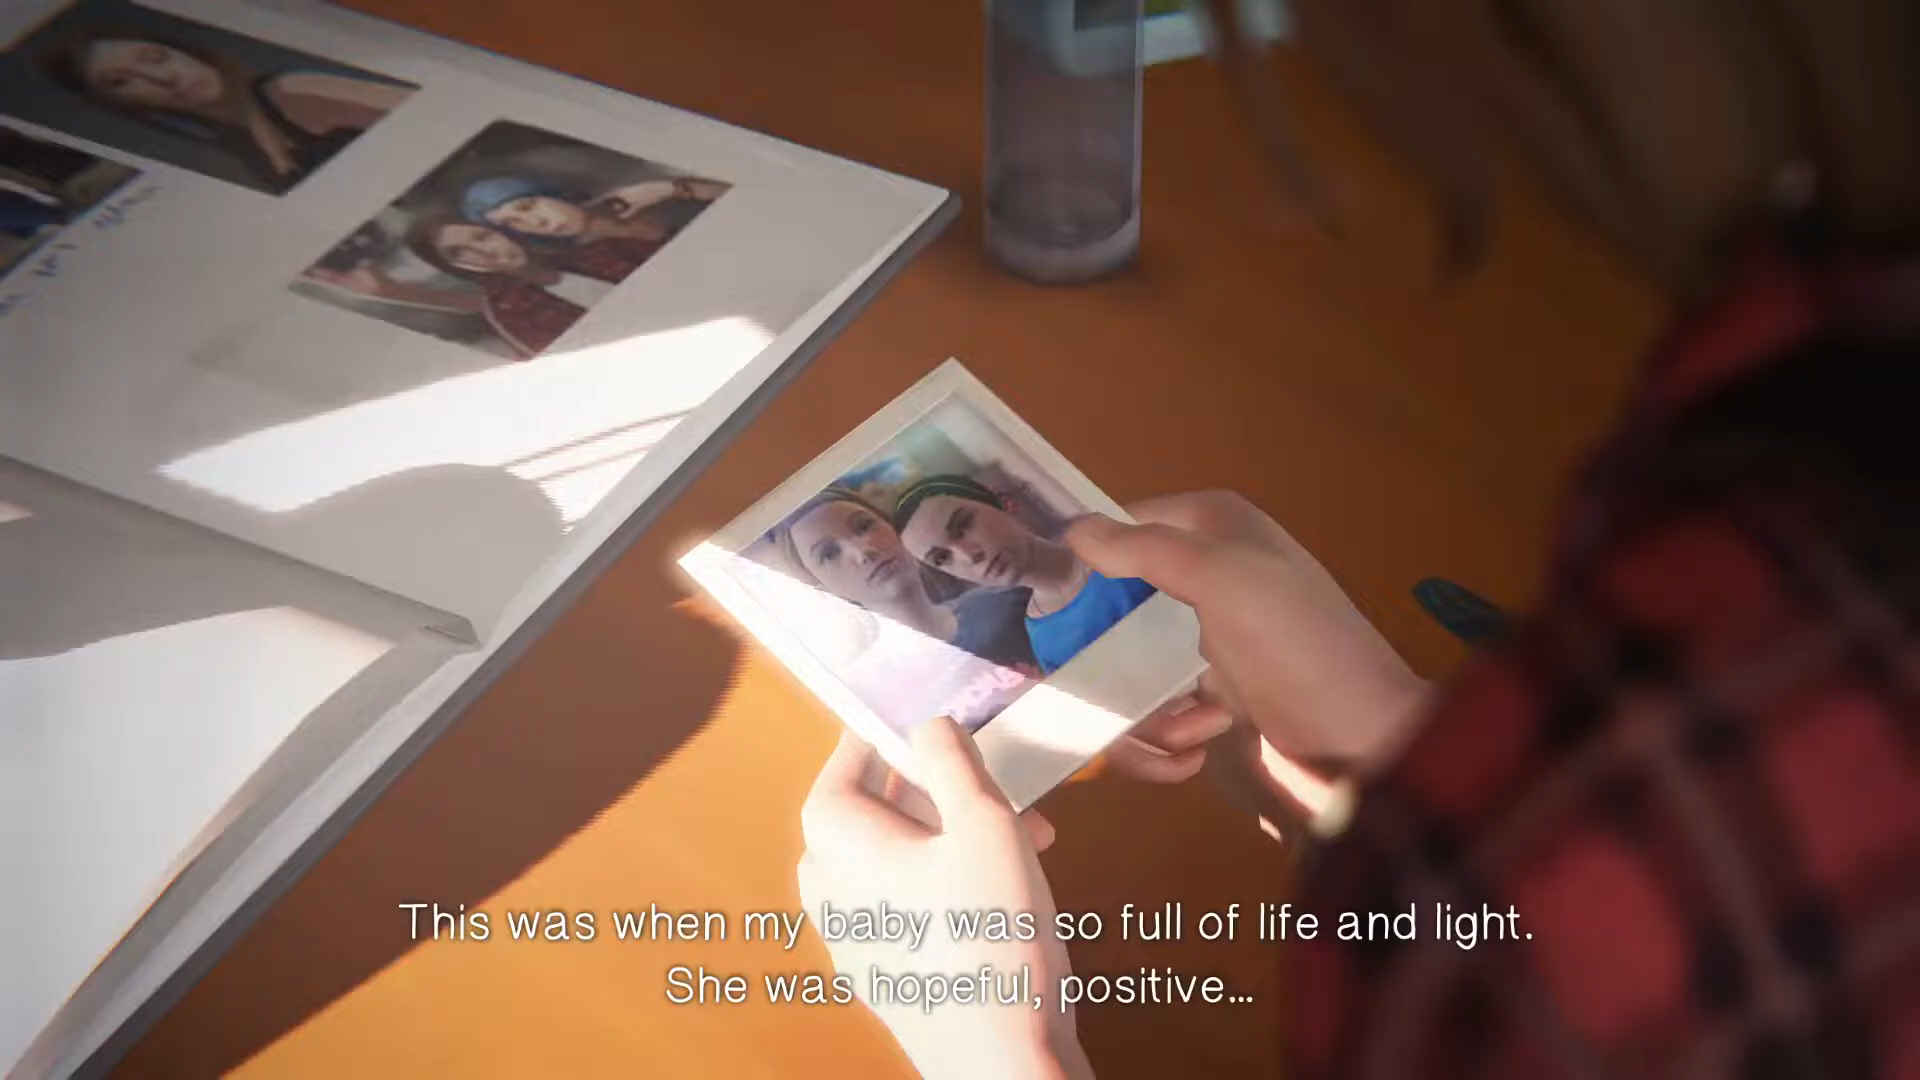 This was when my baby was so full of life and light.
She was hopeful, positive...